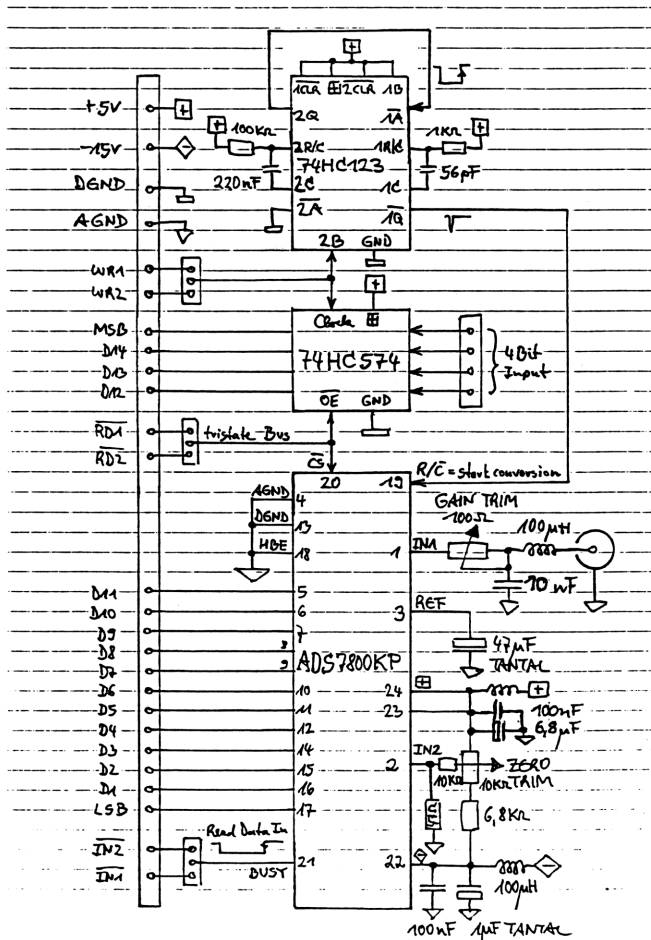 +5V
-15V
DGND
AGND
WR1
WR2
MSB
D14
D13
D12
RD1
RD2
D11
D10
D9
D8
D7
D6
D5
D4
D3
D2
D1
LSB
IN2
IN1
1CLR 2CLR 1B
2Q 1A
100KΩ 2R/C 1R/C 1KΩ
74HC123
220nF 2C 1C 56pF
2A 1Q
2B GND
Clock
74HC574
4Bit
Input
OE GND
tristate Bus
CS
R/C = start conversion
20 19
AGND
4
DGND
13
HBE
18
GAIN TRIM
100Ω
100µH
1 IN1
10nF
5
6
7
8
9
3 REF
ADS7800KP
47µF
TANTAL
10 24
11 23
100nF
6,8µF
12
14
15
16
17
2 IN2
10KΩ
10KΩ
ZERO
TRIM
6,8KΩ
Read Data In
21
BUSY
22
100µH
100nF
1µF TANTAL